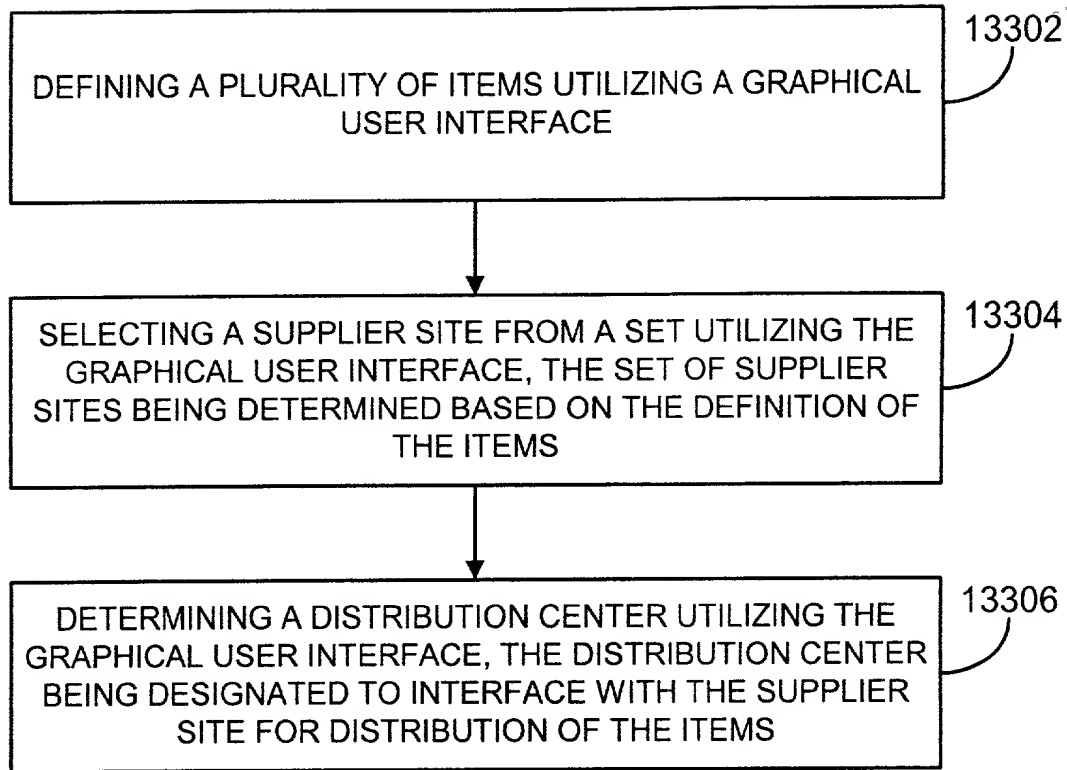 13302
DEFINING A PLURALITY OF ITEMS UTILIZING A GRAPHICAL
USER INTERFACE
13304
SELECTING A SUPPLIER SITE FROM A SET UTILIZING THE
GRAPHICAL USER INTERFACE, THE SET OF SUPPLIER
SITES BEING DETERMINED BASED ON THE DEFINITION OF
THE ITEMS
13306
DETERMINING A DISTRIBUTION CENTER UTILIZING THE
GRAPHICAL USER INTERFACE, THE DISTRIBUTION CENTER
BEING DESIGNATED TO INTERFACE WITH THE SUPPLIER
SITE FOR DISTRIBUTION OF THE ITEMS